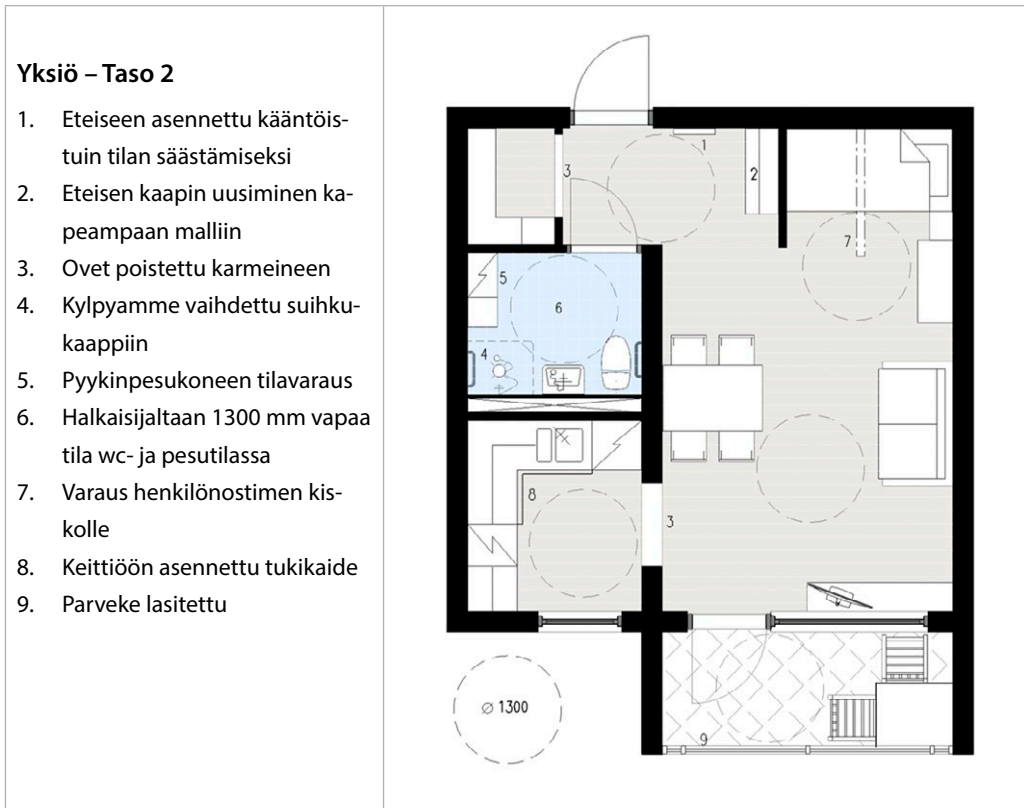 Yksiö – Taso 2
1. Eteiseen asennettu kääntöis-
tuin tilan säästämiseksi
2. Eteisen kaapin uusiminen ka-
peampaan malliin
3. Ovet poistettu karmeineen
4. Kylpyamme vaihdettu suihku-
kaappiin
5. Pyykinpesukoneen tilavaraus
6. Halkaisijaltaan 1300 mm vapaa
tila wc- ja pesutilassa
7. Varaus henkilönostimen kis-
kolle
8. Keittiöön asennettu tukikaide
9. Parveke lasitettu
1
3
2
7
5
6
4
8
3
⌀ 1300
9